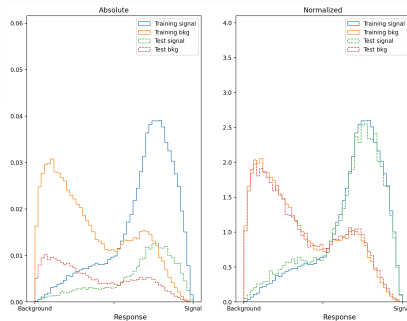 Absolute
Normalized
0.06
0.05
0.04
0.03
0.02
0.01
0.00
Training signal
Training bkg
Test signal
Test bkg
Background
Signal
Response
4.0
3.5
3.0
2.5
2.0
1.5
1.0
0.5
0.0
Training signal
Training bkg
Test signal
Test bkg
Background
Signa
Response